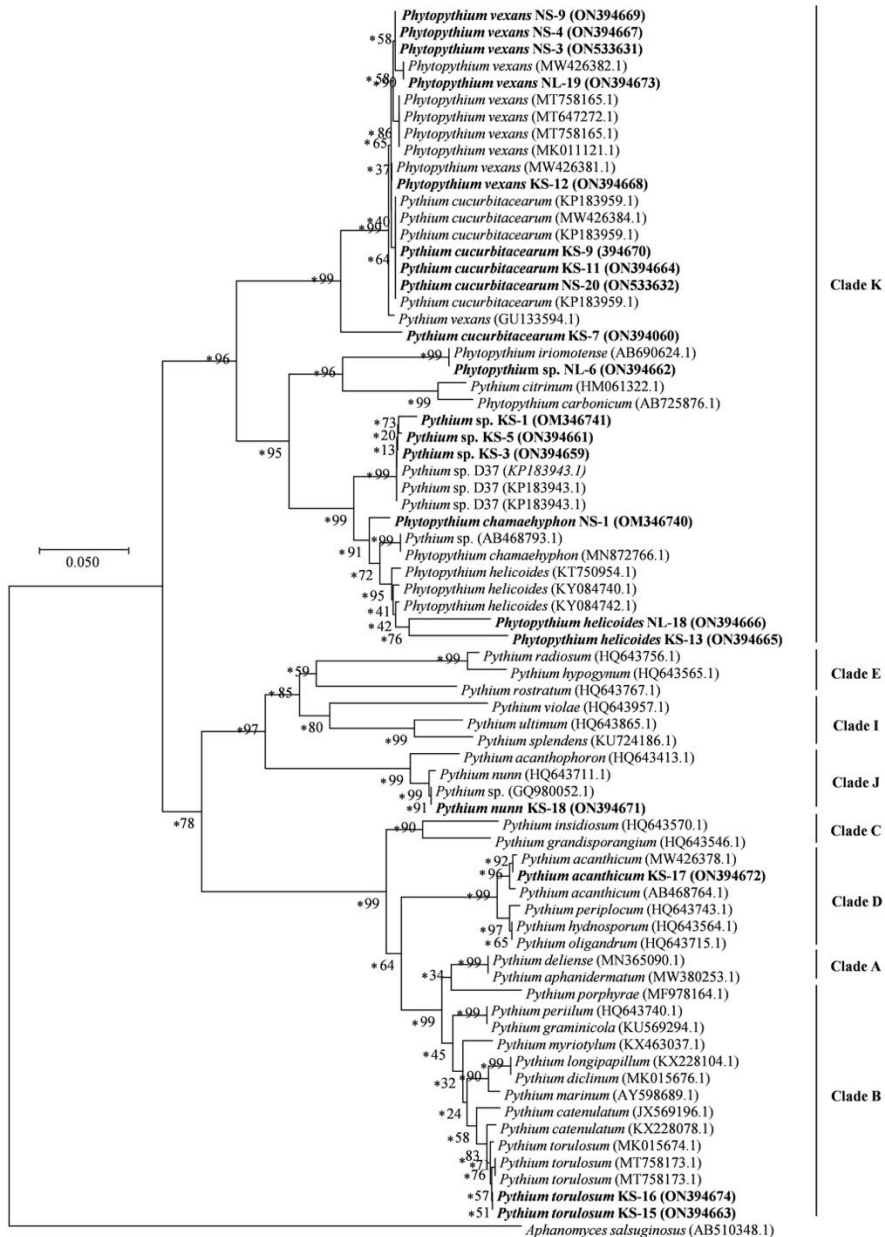 Phytopythium vexans NS-9 (ON394669)
Phytopythium vexans NS-4 (ON394667)
*58
Phytopythium vexans NS-3 (ON533631)
Phytopythium vexans (MW426382.1)
*58
*90
Phytopythium vexans NL-19 (ON394673)
Phytopythium vexans (MT758165.1)
Phytopythium vexans (MT647272.1)
*86
Phytopythium vexans (MT758165.1)
*65
Phytopythium vexans (MK011121.1)
*37
Phytopythium vexans (MW426381.1)
Phytopythium vexans KS-12 (ON394668)
Pythium cucurbitacearum (KP183959.1)
*40
Pythium cucurbitacearum (MW426384.1)
*99
Pythium cucurbitacearum (KP183959.1)
Pythium cucurbitacearum KS-9 (394670)
*64
Pythium cucurbitacearum KS-11 (ON394664)
*99
Pythium cucurbitacearum NS-20 (ON533632)
Clade K
Pythium cucurbitacearum (KP183959.1)
Pythium vexans (GU133594.1)
Pythium cucurbitacearum KS-7 (ON394060)
*96
*99
Phytopythium iriomotense (AB690624.1)
*96
Phytopythium sp. NL-6 (ON394662)
Pythium citrinum (HM061322.1)
*99
Phytopythium carbonicum (AB725876.1)
*73
Pythium sp. KS-1 (OM346741)
*20
Pythium sp. KS-5 (ON394661)
*95
*13
Pythium sp. KS-3 (ON394659)
*99
Pythium sp. D37 (KP183943.1)
Pythium sp. D37 (KP183943.1)
Pythium sp. D37 (KP183943.1)
*99
Phytopythium chamaehyphon NS-1 (OM346740)
*99
Pythium sp. (AB468793.1)
*91
Phytopythium chamaehyphon (MN872766.1)
0.050
*72
Phytopythium helicoides (KT750954.1)
*95
Phytopythium helicoides (KY084740.1)
*41
Phytopythium helicoides (KY084742.1)
*42
Phytopythium helicoides NL-18 (ON394666)
*76
Phytopythium helicoides KS-13 (ON394665)
*99
Pythium radiosum (HQ643756.1)
*59
Pythium hypogynum (HQ643565.1)
Clade E
*85
Pythium rostratum (HQ643767.1)
Pythium violae (HQ643957.1)
*97
*80
Pythium ultimum (HQ643865.1)
Clade I
*99
Pythium splendens (KU724186.1)
Pythium acanthophoron (HQ643413.1)
*99
Pythium nunn (HQ643711.1)
Clade J
*99
Pythium sp. (GQ980052.1)
*91
Pythium nunn KS-18 (ON394671)
*78
*90
Pythium insidiosum (HQ643570.1)
Clade C
Pythium grandisporangium (HQ643546.1)
*92
Pythium acanthicum (MW426378.1)
*96
Pythium acanthicum KS-17 (ON394672)
*99
*99
Pythium acanthicum (AB468764.1)
Clade D
Pythium periplocum (HQ643743.1)
*97
Pythium hydnosporum (HQ643564.1)
*65
Pythium oligandrum (HQ643715.1)
*64
*99
Pythium deliense (MN365090.1)
Clade A
*34
Pythium aphanidermatum (MW380253.1)
Pythium porphyrae (MF978164.1)
*99
*99
Pythium periilum (HQ643740.1)
Pythium graminicola (KU569294.1)
*45
Pythium myriotylum (KX463037.1)
*99
Pythium longipapillum (KX228104.1)
*32
*90
Pythium diclinum (MK015676.1)
Pythium marinum (AY598689.1)
Clade B
*24
Pythium catenulatum (JX569196.1)
*58
Pythium catenulatum (KX228078.1)
*83
Pythium torulosum (MK015674.1)
*71
Pythium torulosum (MT758173.1)
*76
Pythium torulosum (MT758173.1)
*57
Pythium torulosum KS-16 (ON394674)
*51
Pythium torulosum KS-15 (ON394663)
Aphanomyces salsuginosus (AB510348.1)